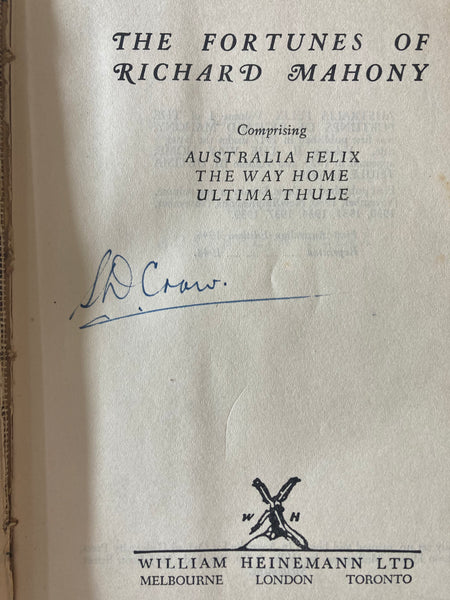 THE FORTUNES OF
RICHARD MAHONY
Comprising
AUSTRALIA FELIX
THE WAY HOME
ULTIMA THULE
S D Crow.
W H
WILLIAM HEINEMANN LTD
MELBOURNE LONDON TORONTO